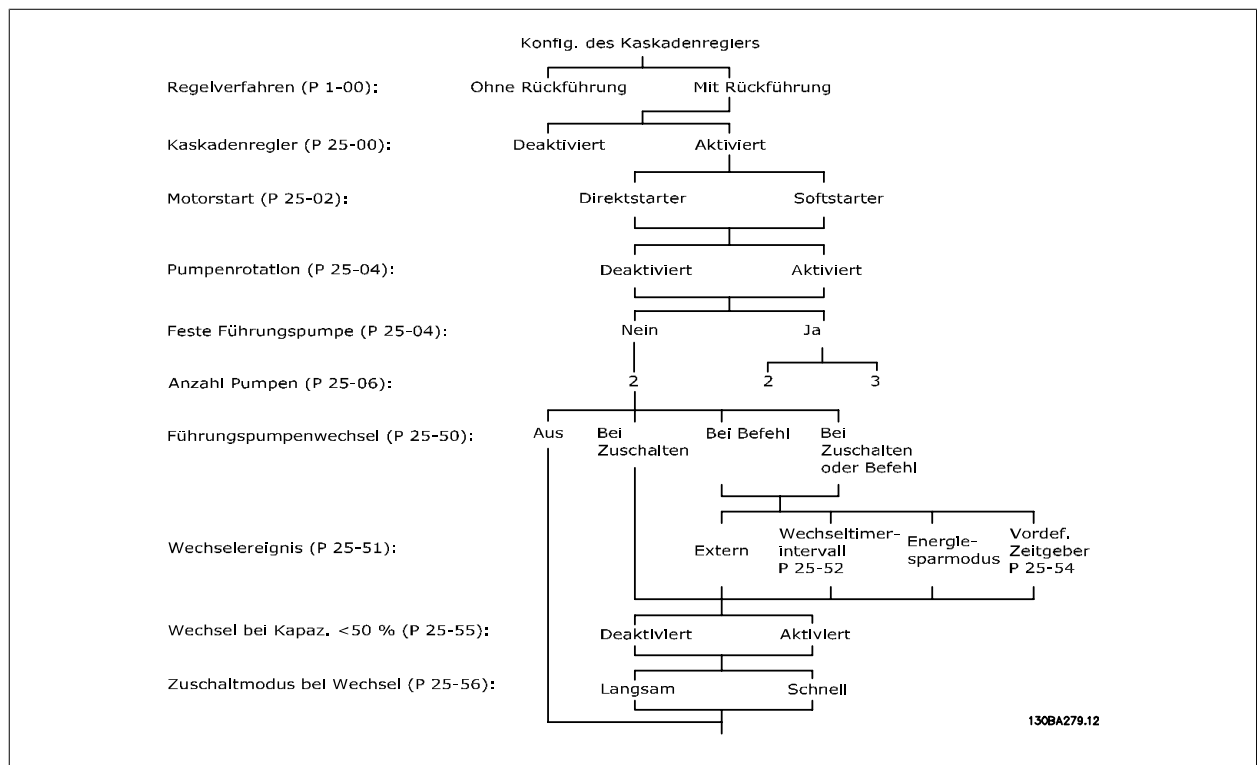 Konfig. des Kaskadenreglers
Regelverfahren (P 1-00): Ohne Rückführung Mit Rückführung
Kaskadenregler (P 25-00): Deaktiviert Aktiviert
Motorstart (P 25-02): Direktstarter Softstarter
Pumpenrotation (P 25-04): Deaktiviert Aktiviert
Feste Führungspumpe (P 25-04): Nein Ja
Anzahl Pumpen (P 25-06): 2 2 3
Führungspumpenwechsel (P 25-50): Aus Bei Bei Befehl Bei
Zuschalten Zuschalten
oder Befehl
Wechseltimer- Vordef.
Wechselereignis (P 25-51): Extern intervall Energie- Zeitgeber
P 25-52 sparmodus P 25-54
Wechsel bei Kapaz. <50 % (P 25-55): Deaktiviert Aktiviert
Zuschaltmodus bei Wechsel (P 25-56): Langsam Schnell
130BA279.12